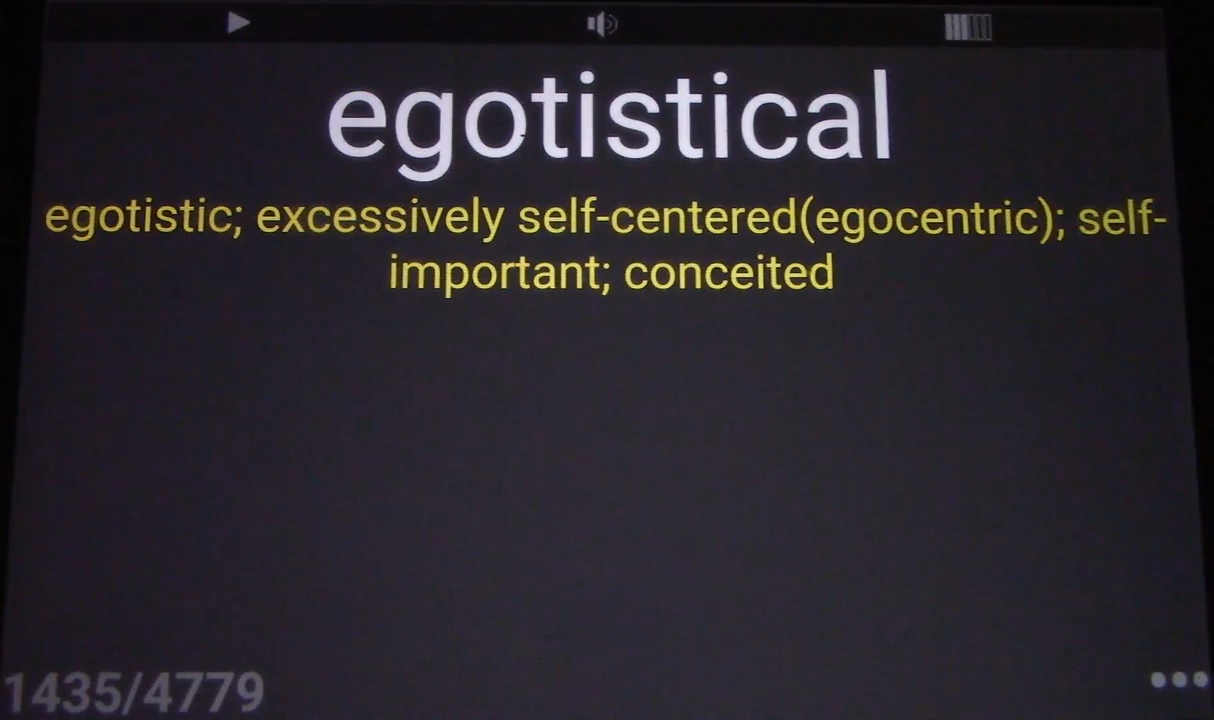 egotistical
egotistic; excessively self-centered(egocentric); self-
important; conceited
1435/4779